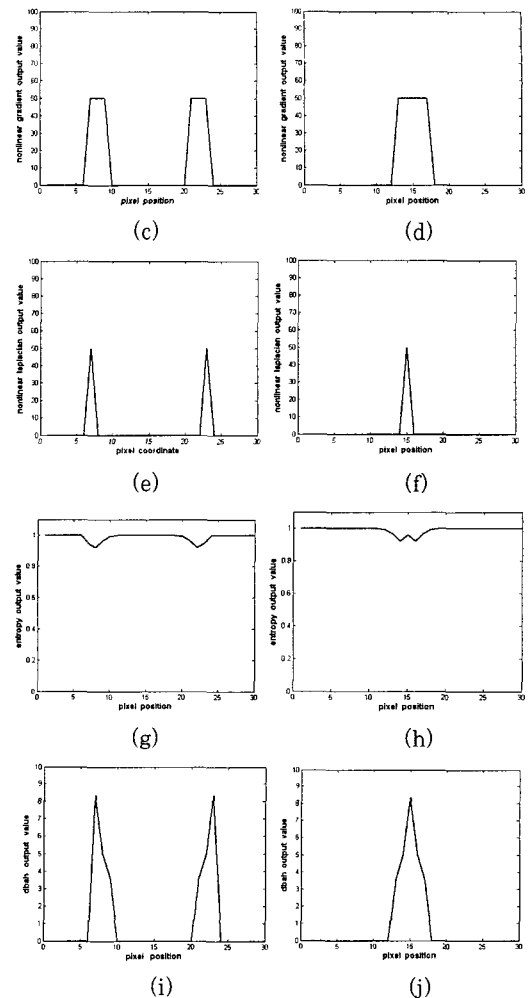 nonlinear gradient output value
100
90
80
70
60
50
40
30
20
10
0
0 5 10 15 20 25 30
pixel position
(c)
nonlinear gradient output value
100
90
80
70
60
50
40
30
20
10
0
0 5 10 15 20 25 30
pixel position
(d)
nonlinear laplacian output value
100
90
80
70
60
50
40
30
20
10
0
0 5 10 15 20 25 30
pixel coordinate
(e)
nonlinear laplacian output value
100
90
80
70
60
50
40
30
20
10
0
0 5 10 15 20 25 30
pixel position
(f)
entropy output value
1
0.8
0.6
0.4
0.2
0
0 5 10 15 20 25 30
pixel position
(g)
entropy output value
1
0.8
0.6
0.4
0.2
0
0 5 10 15 20 25 30
pixel position
(h)
dbah output value
10
9
8
7
6
5
4
3
2
1
0
0 5 10 15 20 25 30
pixel position
(i)
dbah output value
10
9
8
7
6
5
4
3
2
1
0
0 5 10 15 20 25 30
pixel position
(j)